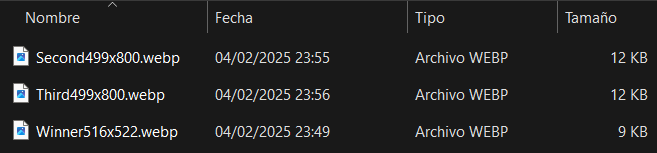 Nombre Fecha Tipo Tamaño
Second499x800.webp 04/02/2025 23:55 Archivo WEBP 12 KB
Third499x800.webp 04/02/2025 23:56 Archivo WEBP 12 KB
Winner516x522.webp 04/02/2025 23:49 Archivo WEBP 9 KB